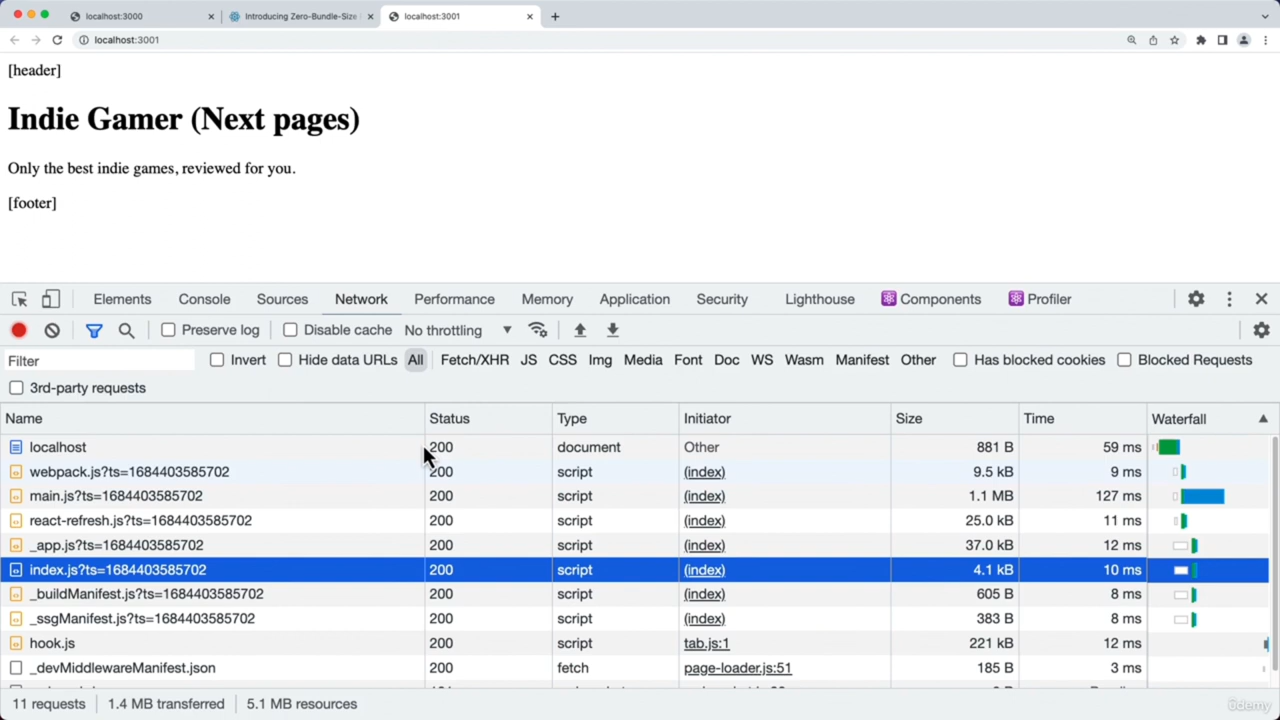 localhost:3000
Introducing Zero-Bundle-Size
localhost:3001
localhost:3001
[header]
Indie Gamer (Next pages)
Only the best indie games, reviewed for you.
[footer]
Elements Console Sources Network Performance Memory Application Security Lighthouse Components Profiler
Preserve log Disable cache No throttling
Filter Invert Hide data URLs All Fetch/XHR JS CSS Img Media Font Doc WS Wasm Manifest Other Has blocked cookies Blocked Requests
3rd-party requests
Name Status Type Initiator Size Time Waterfall
localhost 200 document Other 881 B 59 ms
webpack.js?ts=1684403585702 200 script (index) 9.5 kB 9 ms
main.js?ts=1684403585702 200 script (index) 1.1 MB 127 ms
react-refresh.js?ts=1684403585702 200 script (index) 25.0 kB 11 ms
_app.js?ts=1684403585702 200 script (index) 37.0 kB 12 ms
index.js?ts=1684403585702 200 script (index) 4.1 kB 10 ms
_buildManifest.js?ts=1684403585702 200 script (index) 605 B 8 ms
_ssgManifest.js?ts=1684403585702 200 script (index) 383 B 8 ms
hook.js 200 script tab.js:1 221 kB 12 ms
_devMiddlewareManifest.json 200 fetch page-loader.js:51 185 B 3 ms
11 requests 1.4 MB transferred 5.1 MB resources
ûdemy